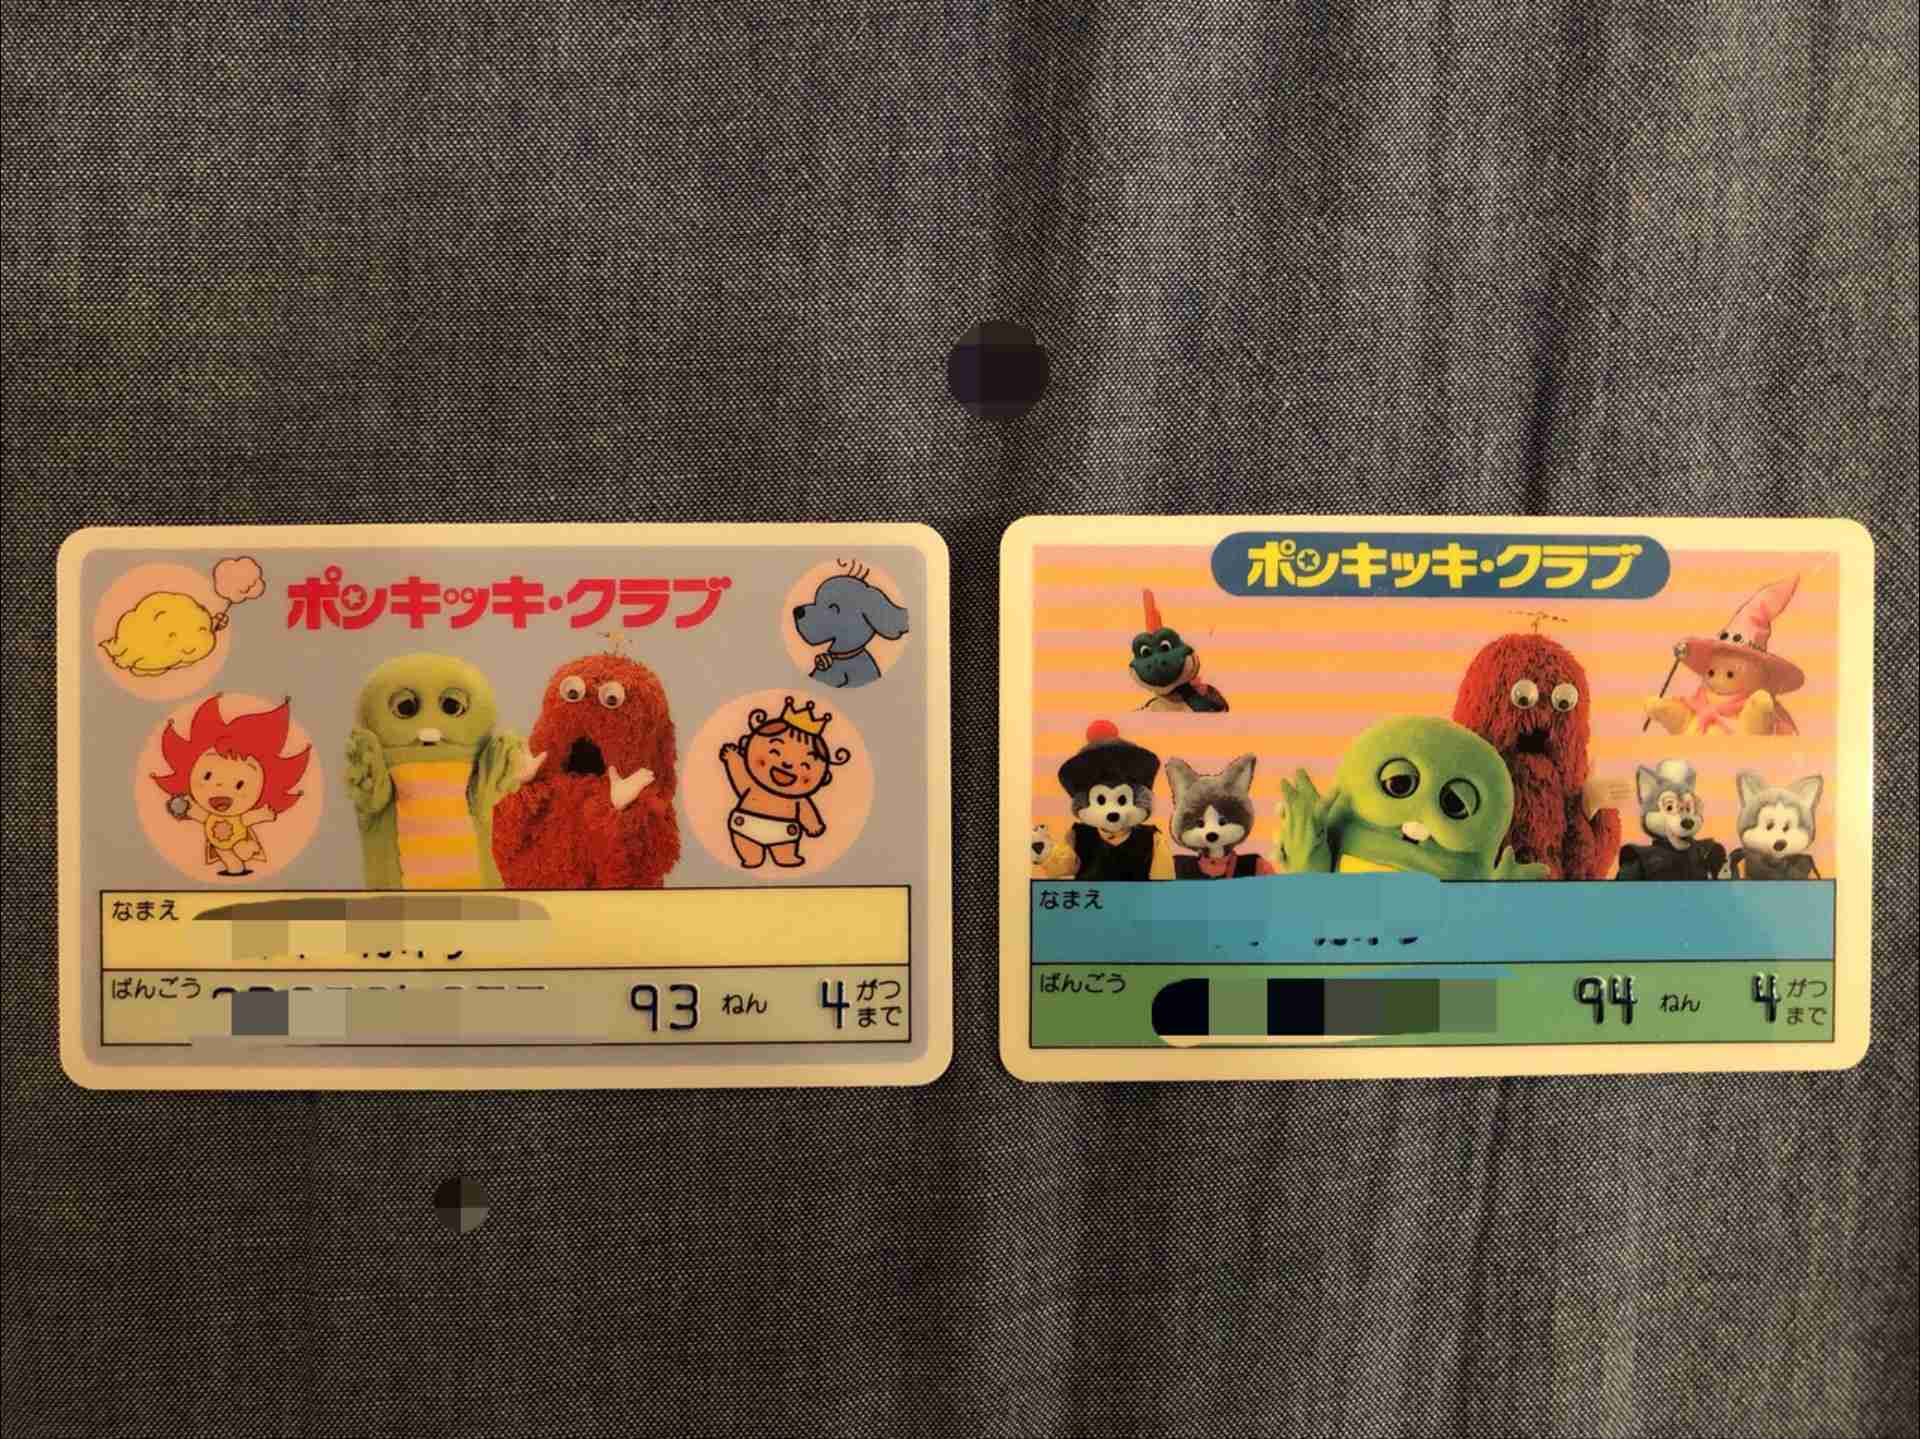 ポンキッキ・クラブ
なまえ
ばんごう 93 ねん 4 がつ
まで
ポンキッキ・クラブ
なまえ
ばんごう 94 ねん 4 がつ
まで